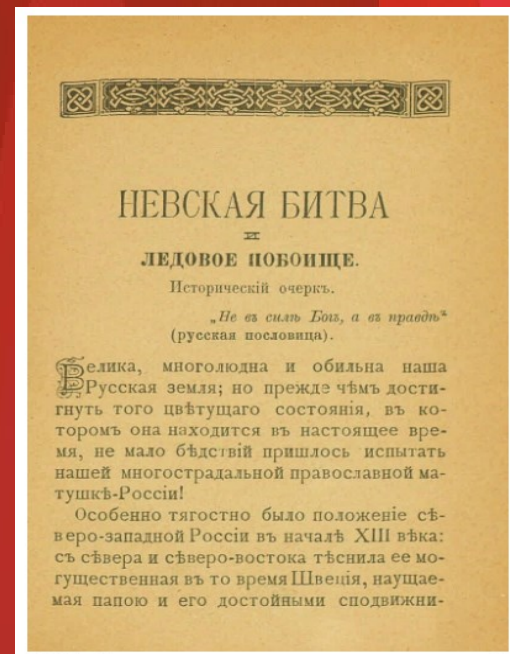 НЕВСКАЯ БИТВА
И
ЛЕДОВОЕ ПОБОИЩЕ.
Историческій очеркъ.
„Не въ силѣ Богъ, а въ правдѣ“
(русская пословица).
Велика, многолюдна и обильна наша
Русская земля; но прежде чѣмъ дости-
гнуть того цвѣтущаго состоянія, въ ко-
торомъ она находится въ настоящее вре-
мя, не мало бѣдствій пришлось испытать
нашей многострадальной православной ма-
тушкѣ-Россіи!
Особенно тягостно было положеніе сѣ-
веро-западной Россіи въ началѣ XIII вѣка:
съ сѣвера и сѣверо-востока тѣснила ее мо-
гущественная въ то время Швеція, наущае-
мая папою и его достойными сподвижни-